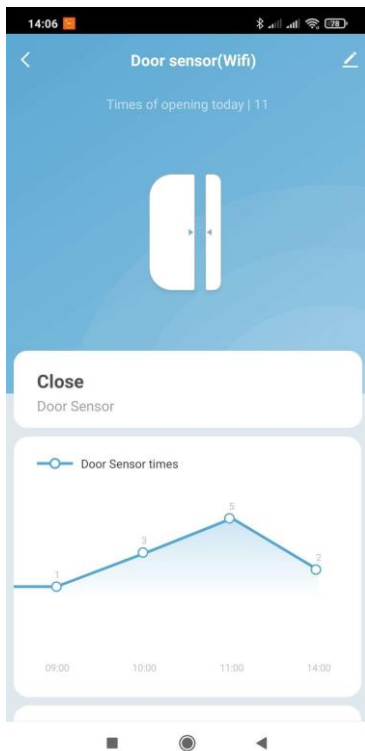 14:06
78
Door sensor(Wifi)
Times of opening today | 11
Close
Door Sensor
Door Sensor times
5
3
2
1
09:00 10:00 11:00 14:00